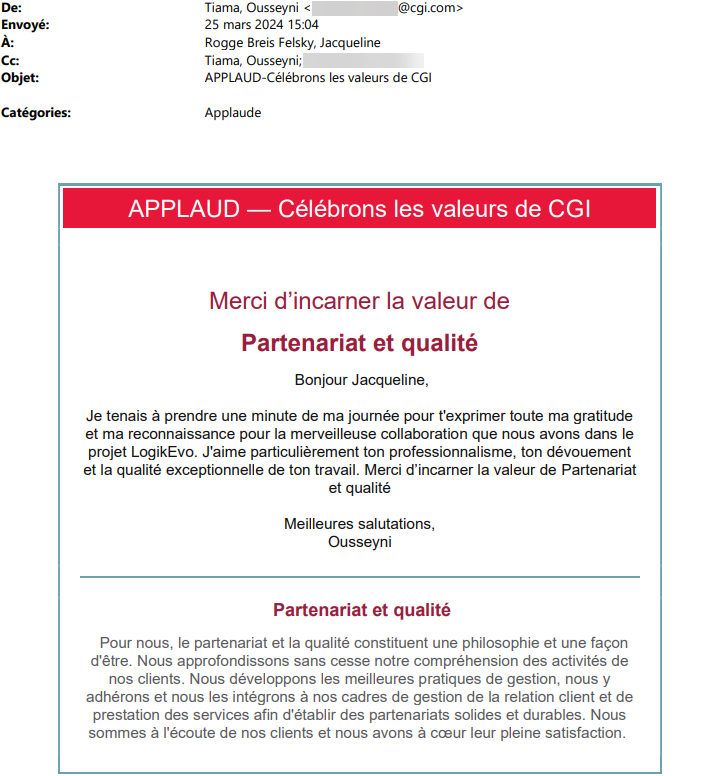 De: Tiama, Ousseyni < @cgi.com>
Envoyé: 25 mars 2024 15:04
À: Rogge Breis Felsky, Jacqueline
Cc: Tiama, Ousseyni;
Objet: APPLAUD-Célébrons les valeurs de CGI
Catégories: Applaude
APPLAUD — Célébrons les valeurs de CGI
Merci d’incarner la valeur de
Partenariat et qualité
Bonjour Jacqueline,
Je tenais à prendre une minute de ma journée pour t'exprimer toute ma gratitude
et ma reconnaissance pour la merveilleuse collaboration que nous avons dans le
projet LogikEvo. J'aime particulièrement ton professionnalisme, ton dévouement
et la qualité exceptionnelle de ton travail. Merci d’incarner la valeur de Partenariat
et qualité
Meilleures salutations,
Ousseyni
Partenariat et qualité
Pour nous, le partenariat et la qualité constituent une philosophie et une façon
d'être. Nous approfondissons sans cesse notre compréhension des activités de
nos clients. Nous développons les meilleures pratiques de gestion, nous y
adhérons et nous les intégrons à nos cadres de gestion de la relation client et de
prestation des services afin d'établir des partenariats solides et durables. Nous
sommes à l'écoute de nos clients et nous avons à cœur leur pleine satisfaction.